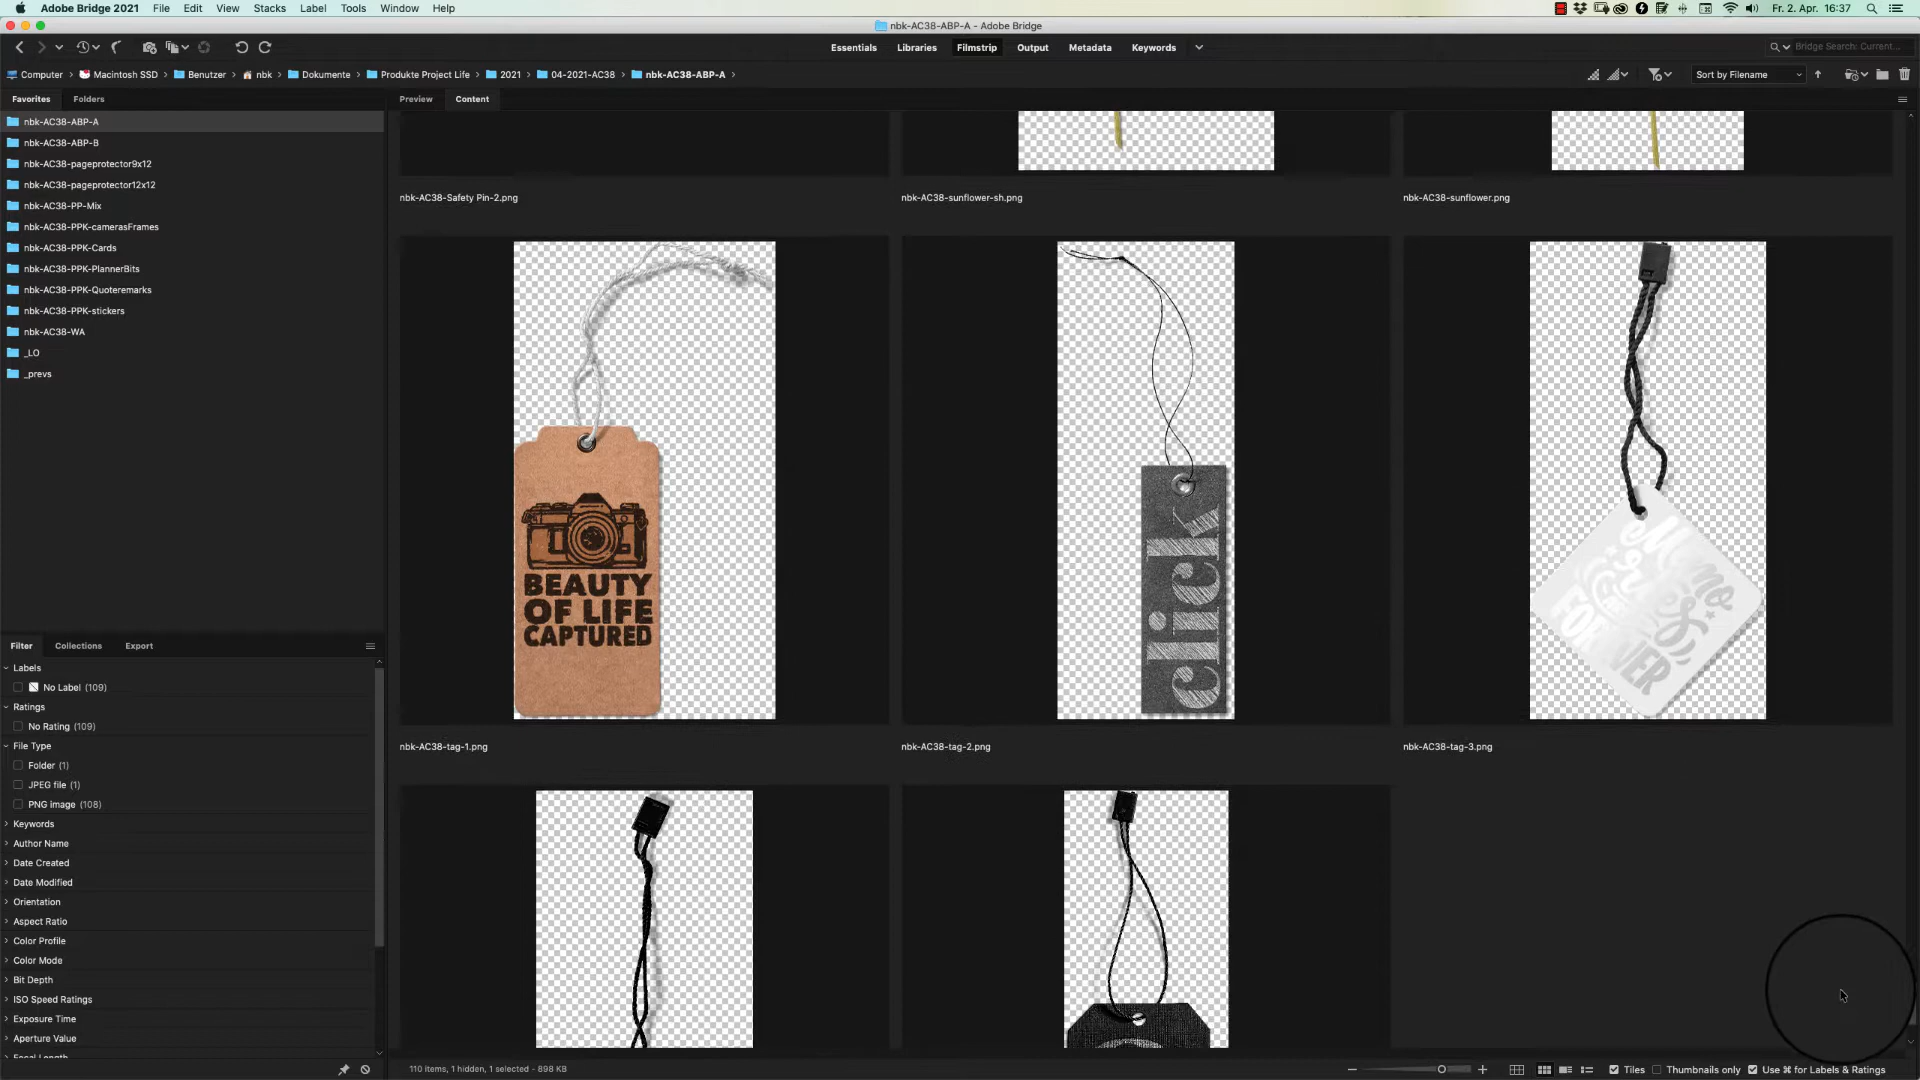 Adobe Bridge 2021 File Edit View Stacks Label Tools Window Help Fr. 2. Apr. 16:37
nbk-AC38-ABP-A - Adobe Bridge
Essentials Libraries Filmstrip Output Metadata Keywords Bridge Search: Current...
Computer Macintosh SSD Benutzer nbk Dokumente Produkte Project Life 2021 04-2021-AC38 nbk-AC38-ABP-A Sort by Filename
Favorites Folders Preview Content
nbk-AC38-ABP-A
nbk-AC38-ABP-B
nbk-AC38-pageprotector9x12
nbk-AC38-pageprotector12x12
nbk-AC38-PP-Mix
nbk-AC38-PPK-camerasFrames
nbk-AC38-PPK-Cards
nbk-AC38-PPK-PlannerBits
nbk-AC38-PPK-Quoteremarks
nbk-AC38-PPK-stickers
nbk-AC38-WA
_LO
_prevs
nbk-AC38-Safety Pin-2.png nbk-AC38-sunflower-sh.png nbk-AC38-sunflower.png
BEAUTY
OF LIFE
CAPTURED
click
FOREVER
nbk-AC38-tag-1.png nbk-AC38-tag-2.png nbk-AC38-tag-3.png
Filter Collections Export
Labels
No Label (109)
Ratings
No Rating (109)
File Type
Folder (1)
JPEG file (1)
PNG image (108)
Keywords
Author Name
Date Created
Date Modified
Orientation
Aspect Ratio
Color Profile
Color Mode
Bit Depth
ISO Speed Ratings
Exposure Time
Aperture Value
110 items, 1 hidden, 1 selected - 898 KB Tiles Thumbnails only Use ⌘ for Labels & Ratings